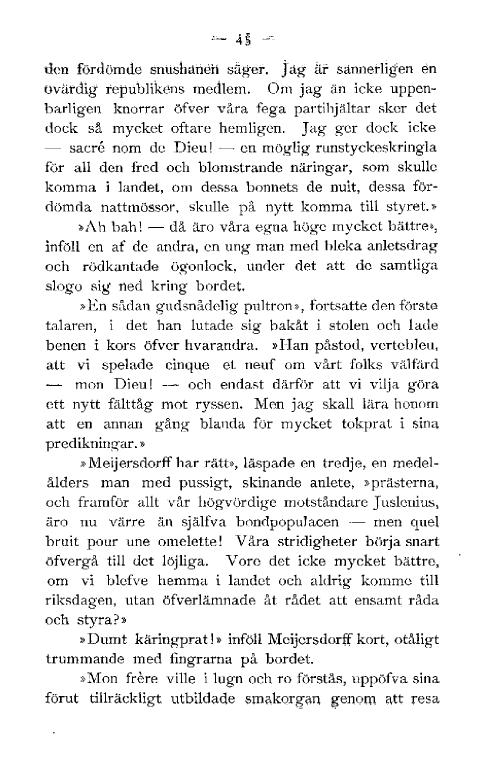 — 48 —
den fördömde snushanen säger. Jag är sannerligen en
ovärdig republikens medlem. Om jag än icke uppen-
barligen knorrar öfver våra fega partihjältar sker det
dock så mycket oftare hemligen. Jag ger dock icke
— sacré nom de Dieu! — en möglig runstyckeskringla
för all den fred och blomstrande näringar, som skulle
komma i landet, om dessa bonnets de nuit, dessa för-
dömda nattmössor, skulle på nytt komma till styret.»
»Ah bah! — då äro våra egna höge mycket bättre»,
inföll en af de andra, en ung man med bleka anletsdrag
och rödkantade ögonlock, under det att de samtliga
slogo sig ned kring bordet.
»En sådan gudsnådelig pultron», fortsatte den förste
talaren, i det han lutade sig bakåt i stolen och lade
benen i kors öfver hvarandra. »Han påstod, vertebleu,
att vi spelade cinque et neuf om vårt folks välfärd
— mon Dieu! — och endast därför att vi vilja göra
ett nytt fälttåg mot ryssen. Men jag skall lära honom
att en annan gång blanda för mycket tokprat i sina
predikningar.»
»Meijersdorff har rätt», läspade en tredje, en medel-
ålders man med pussigt, skinande anlete, »prästerna,
och framför allt vår högvördige motståndare Juslenius,
äro nu värre än själfva bondpopulacen — men quel
bruit pour une omelette! Våra stridigheter börja snart
öfvergå till det löjliga. Vore det icke mycket bättre,
om vi blefve hemma i landet och aldrig komme till
riksdagen, utan öfverlämnade åt rådet att ensamt råda
och styra?»
»Dumt käringprat!» inföll Meijersdorff kort, otåligt
trummande med fingrarna på bordet.
»Mon frère ville i lugn och ro förstås, uppöfva sina
förut tillräckligt utbildade smakorgan genom att resa